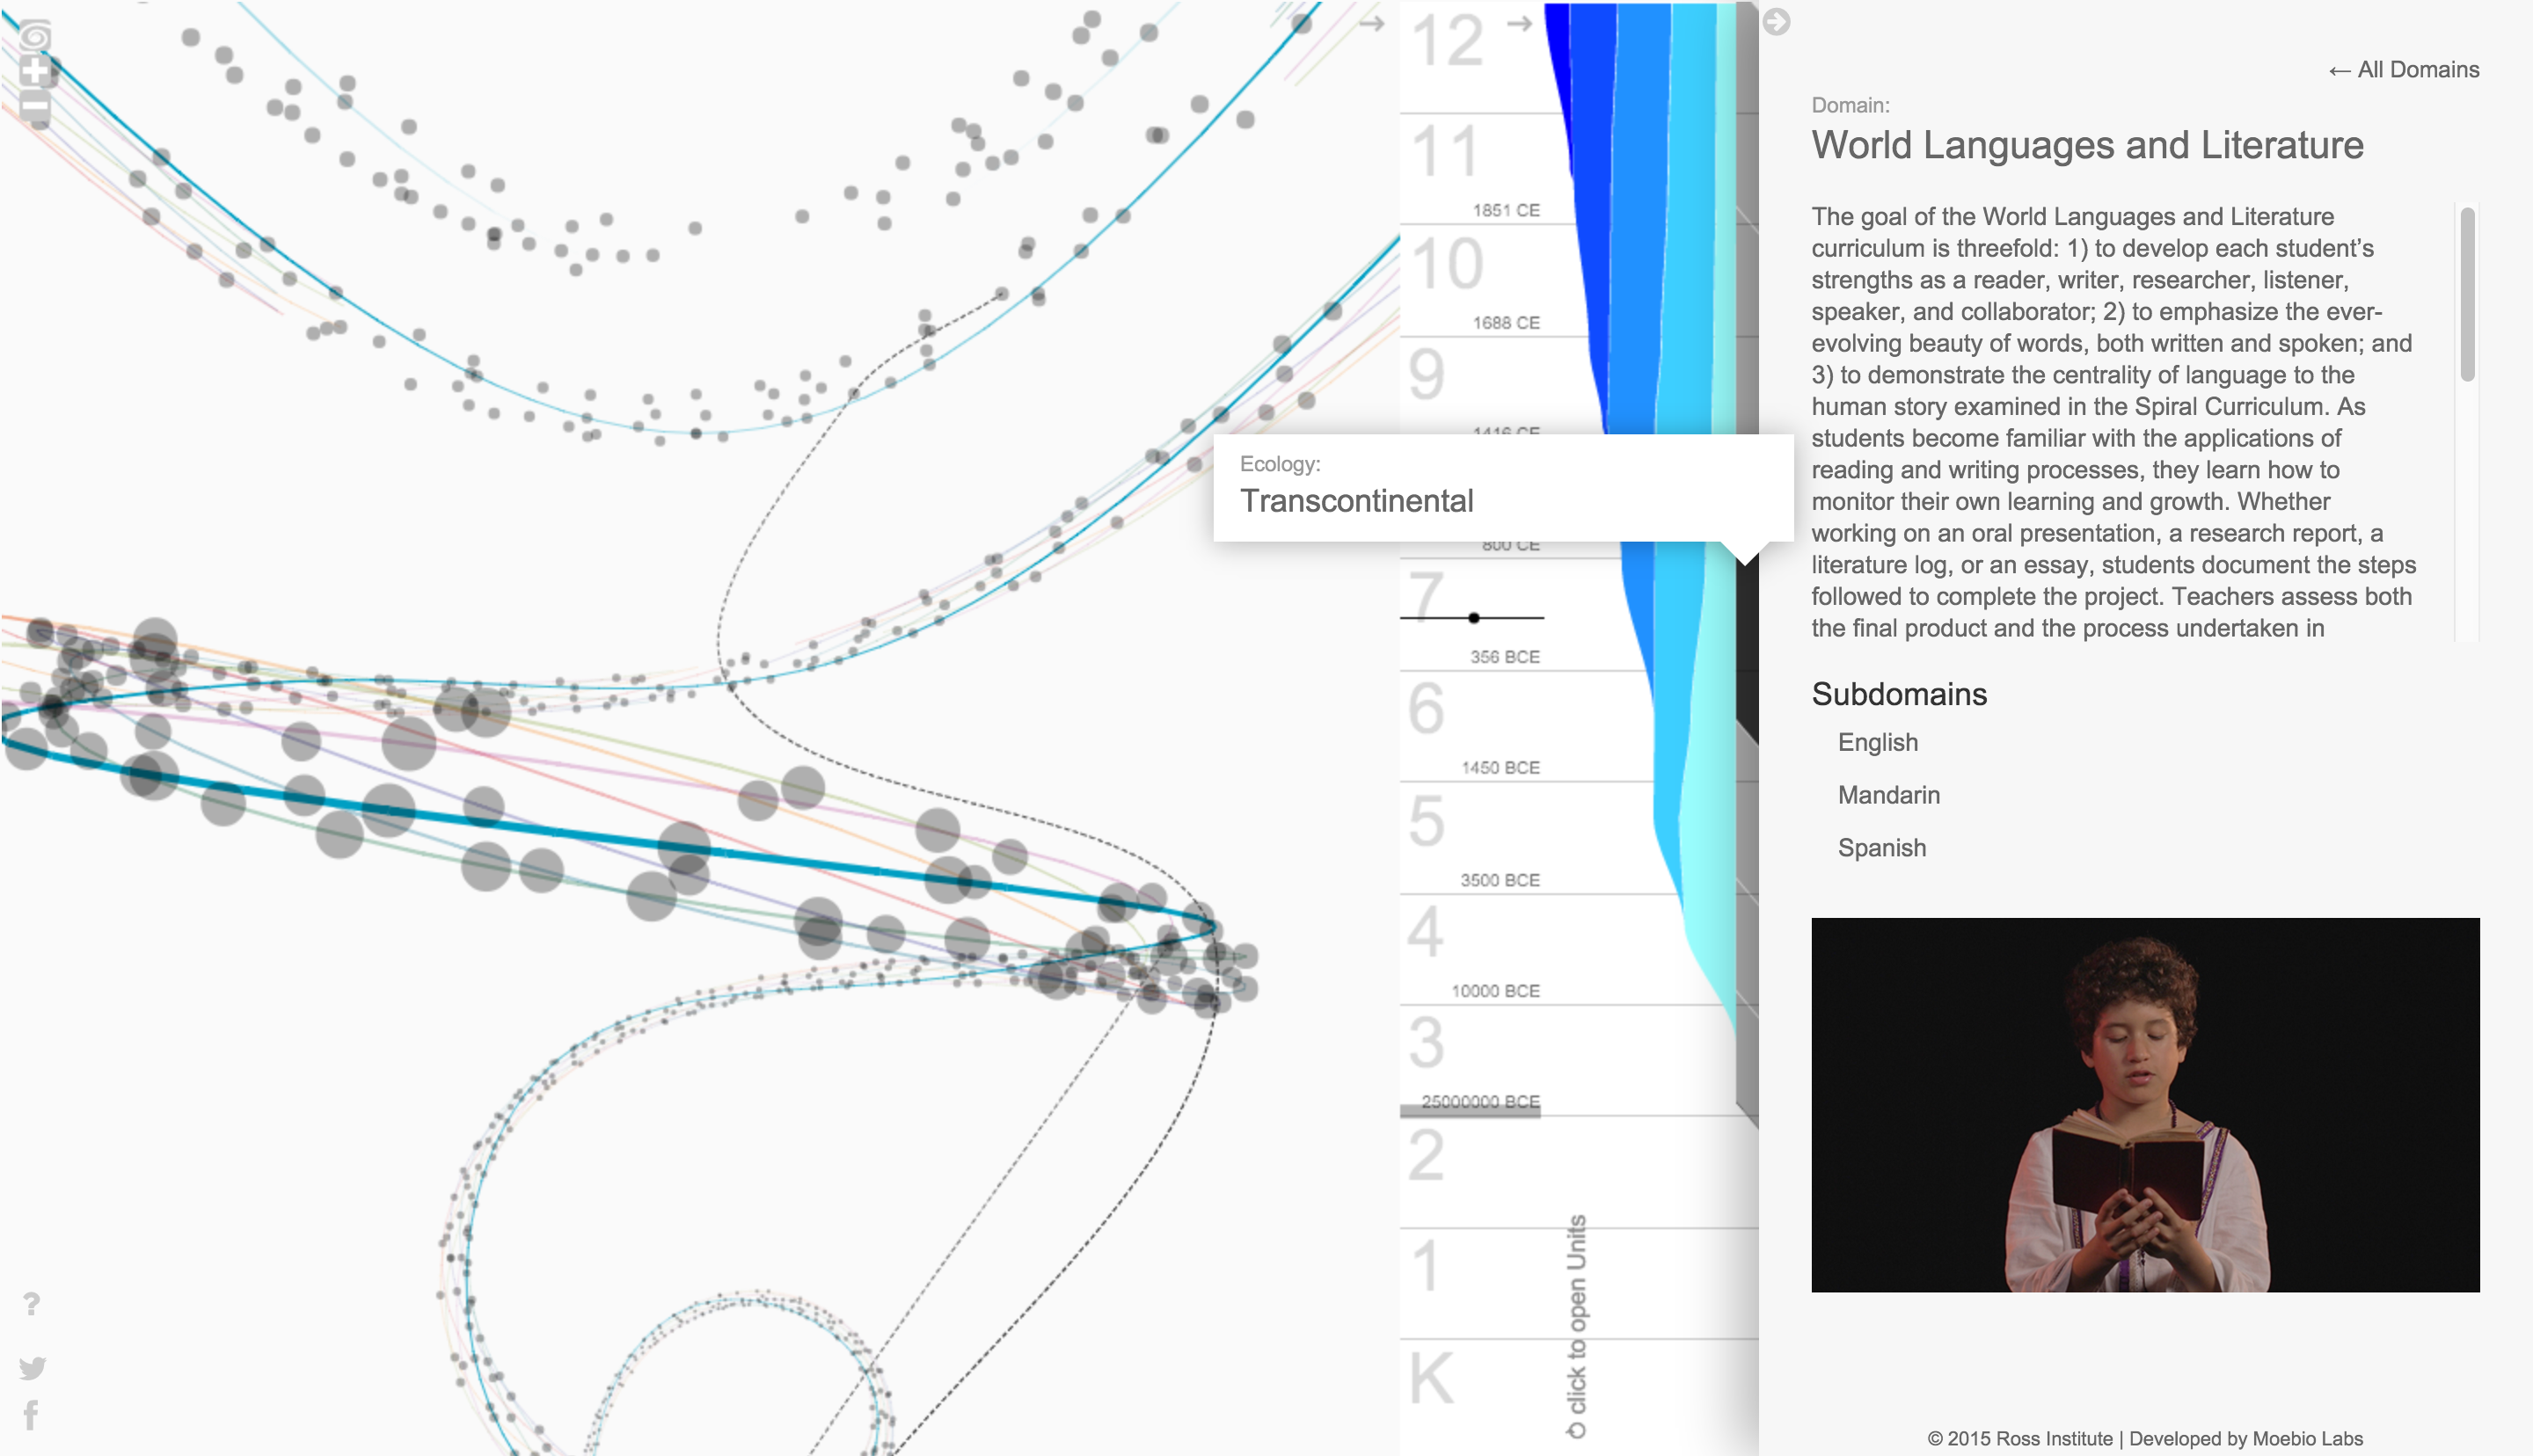 12
11
1851 CE
10
1688 CE
9
1416 CE
Ecology:
Transcontinental
800 CE
7
356 BCE
6
1450 BCE
5
3500 BCE
4
10000 BCE
3
25000000 BCE
2
1
K
click to open Units
← All Domains
Domain:
World Languages and Literature
The goal of the World Languages and Literature
curriculum is threefold: 1) to develop each student’s
strengths as a reader, writer, researcher, listener,
speaker, and collaborator; 2) to emphasize the ever-
evolving beauty of words, both written and spoken; and
3) to demonstrate the centrality of language to the
human story examined in the Spiral Curriculum. As
students become familiar with the applications of
reading and writing processes, they learn how to
monitor their own learning and growth. Whether
working on an oral presentation, a research report, a
literature log, or an essay, students document the steps
followed to complete the project. Teachers assess both
the final product and the process undertaken in
Subdomains
English
Mandarin
Spanish
© 2015 Ross Institute | Developed by Moebio Labs